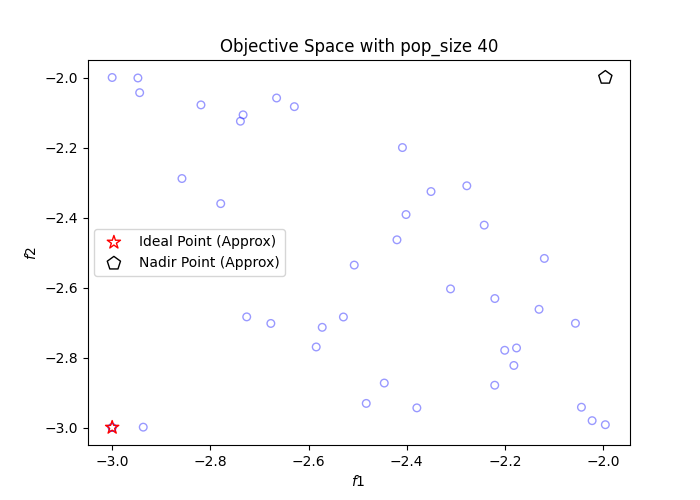 Objective Space with pop_size 40
−2.0
−2.2
−2.4
−2.6
−2.8
−3.0
f2
Ideal Point (Approx)
Nadir Point (Approx)
−3.0 −2.8 −2.6 −2.4 −2.2 −2.0
f1